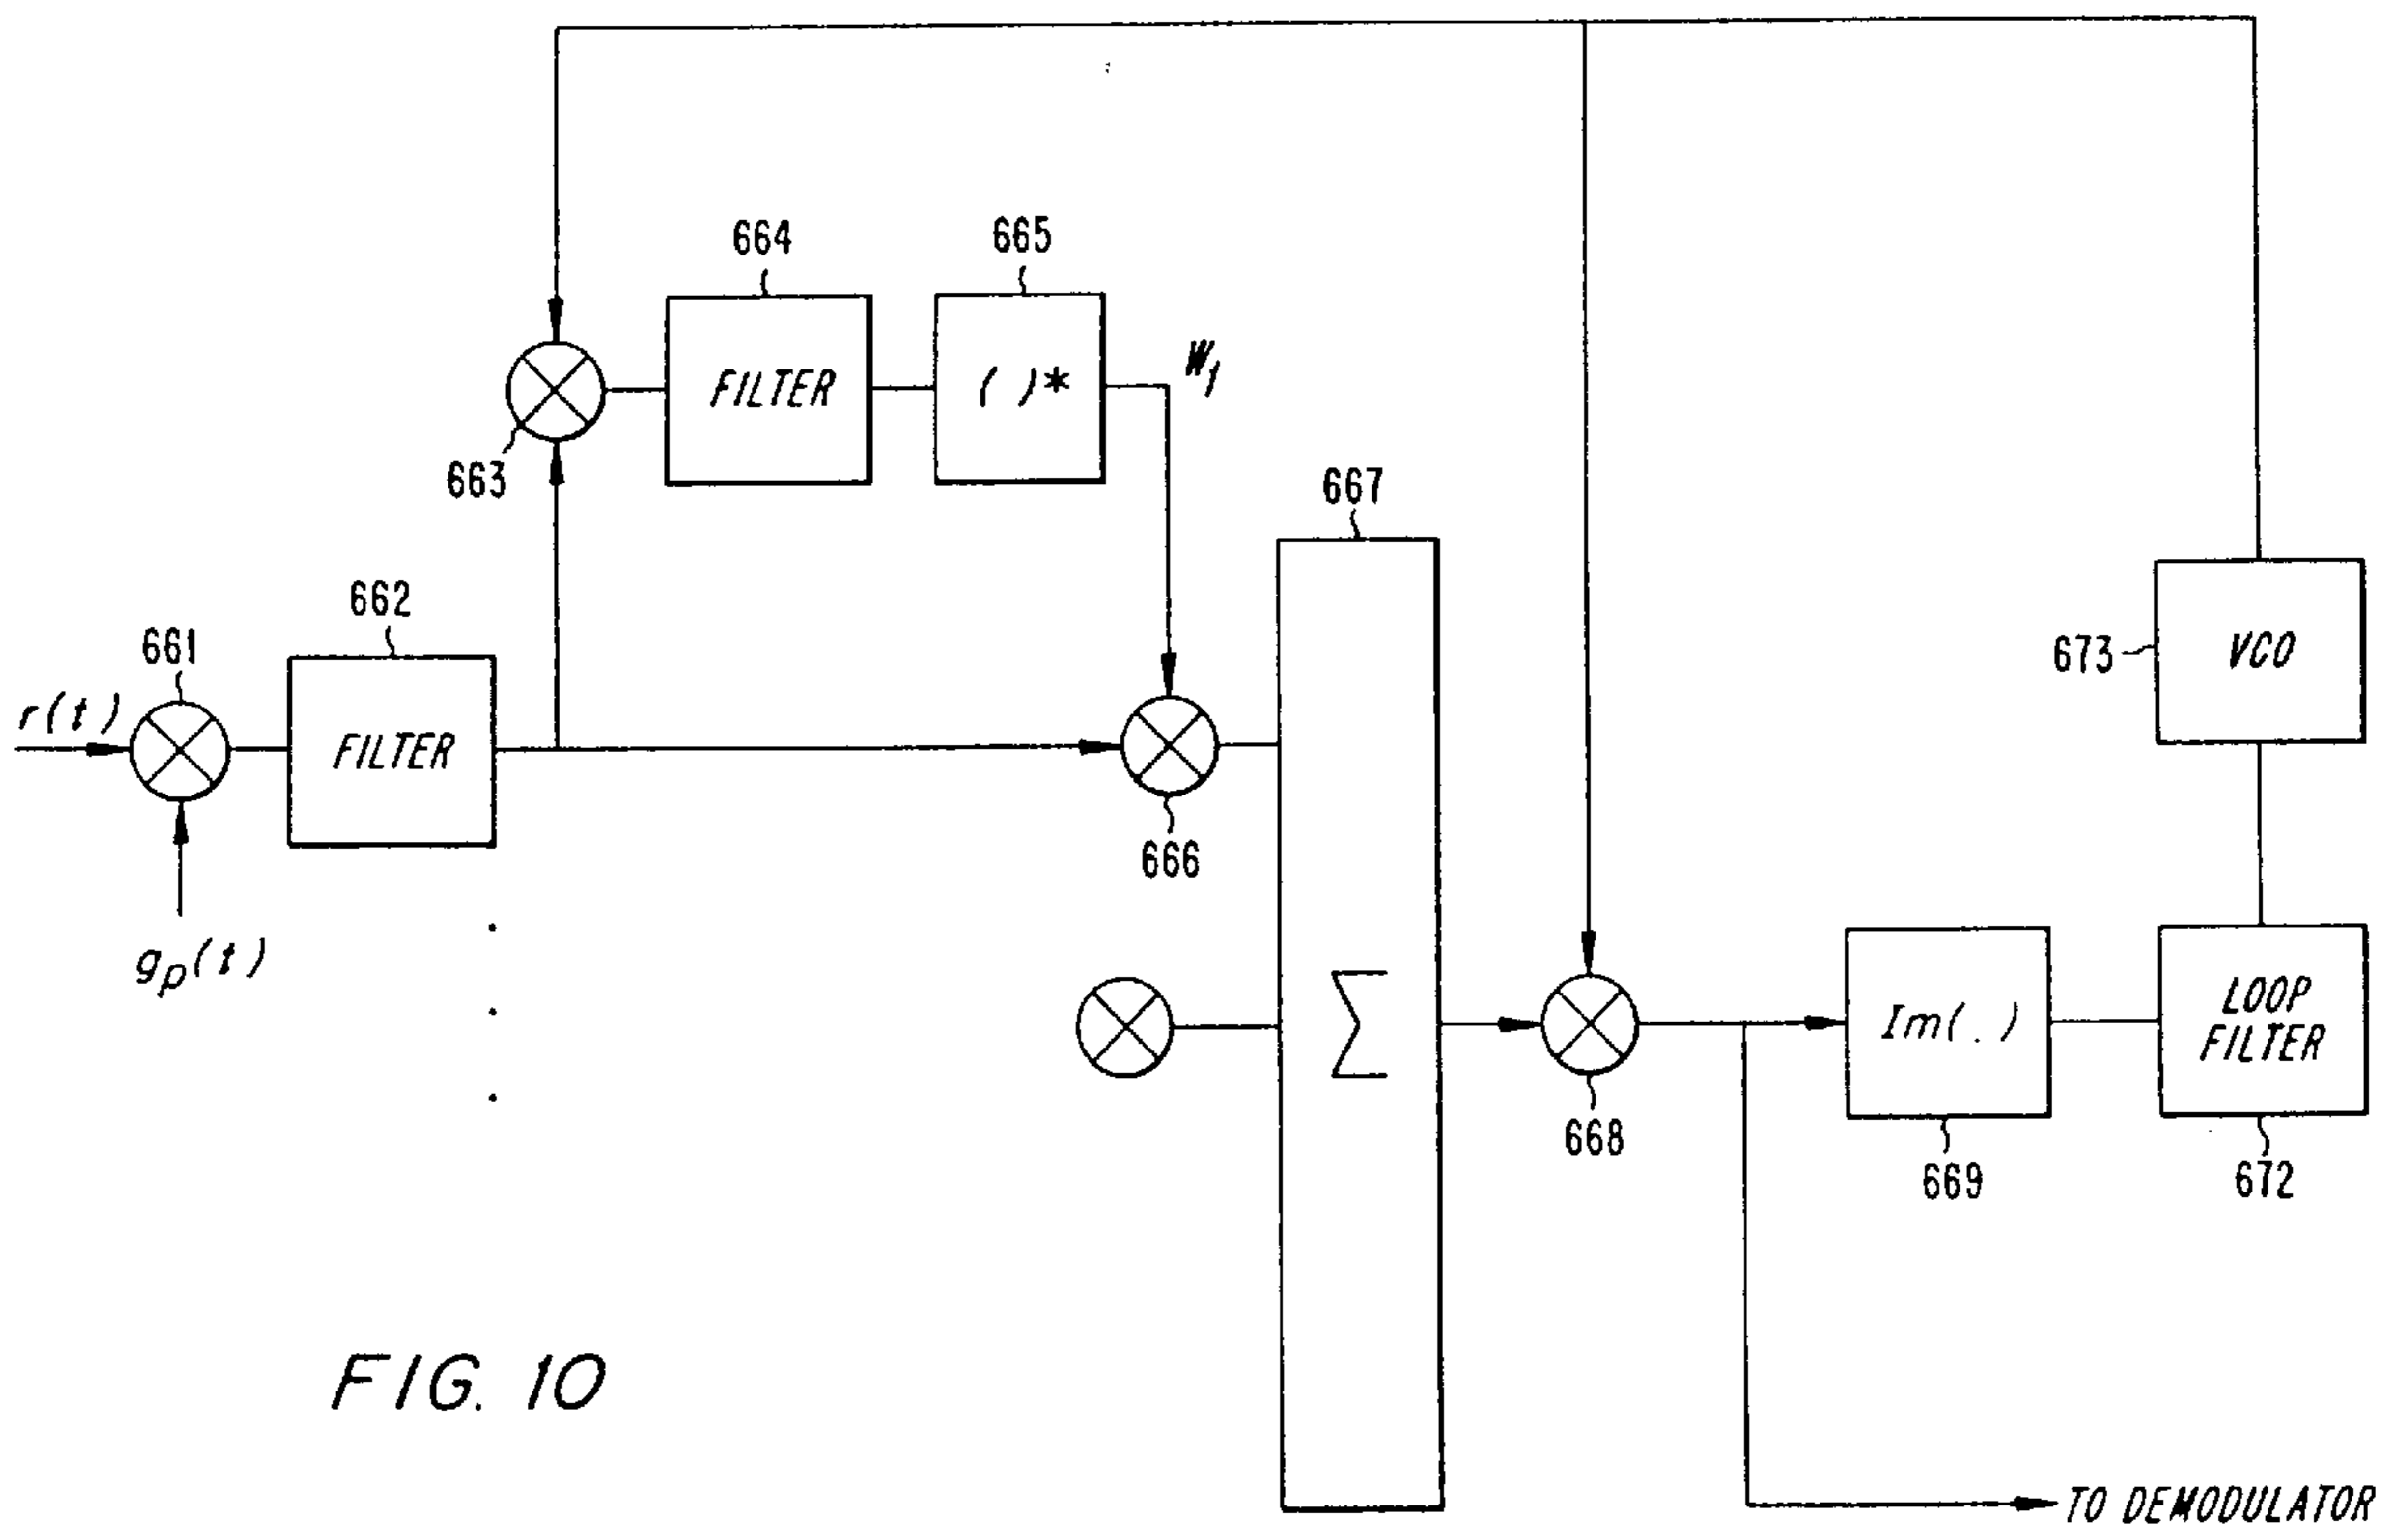 664
665
( )*
W1
FILTER
663
667
662
661
r(t)
FILTER
673
VCO
666
gp(t)
Σ
Im(.)
LOOP
FILTER
668
669
672
FIG. 10
TO DEMODULATOR